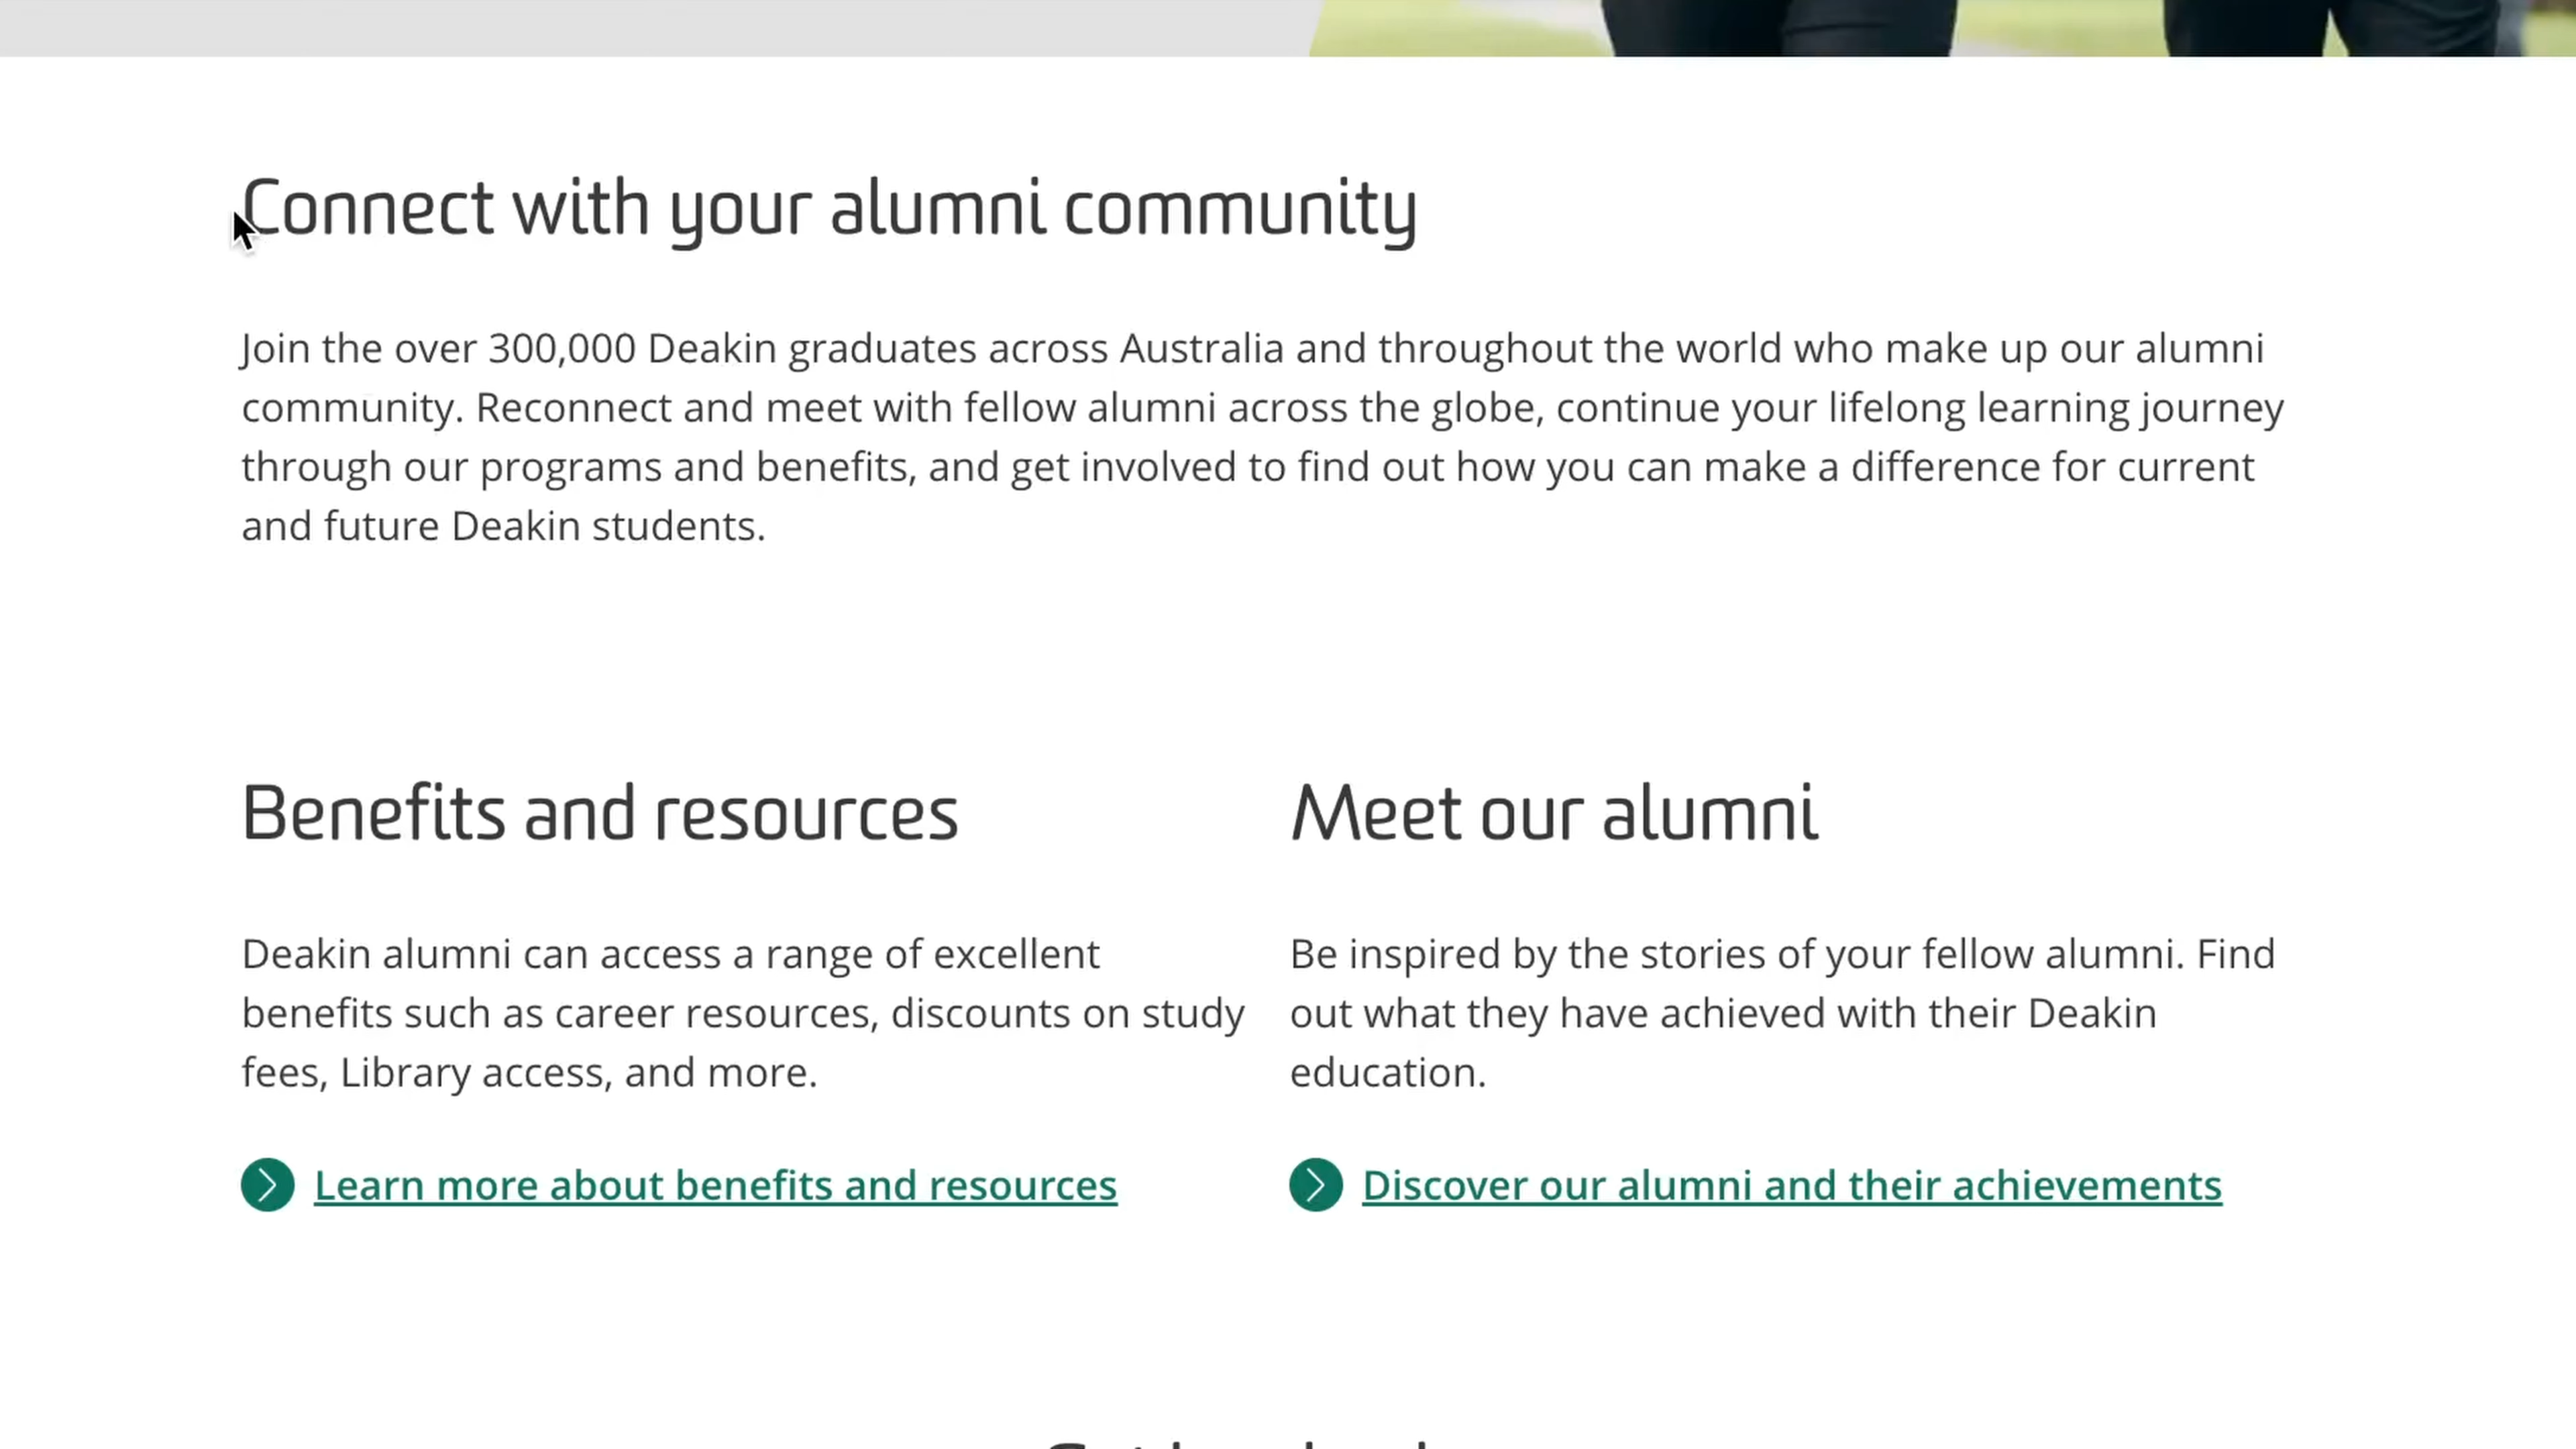 Connect with your alumni community
Join the over 300,000 Deakin graduates across Australia and throughout the world who make up our alumni
community. Reconnect and meet with fellow alumni across the globe, continue your lifelong learning journey
through our programs and benefits, and get involved to find out how you can make a difference for current
and future Deakin students.
Benefits and resources
Deakin alumni can access a range of excellent
benefits such as career resources, discounts on study
fees, Library access, and more.
Learn more about benefits and resources
Meet our alumni
Be inspired by the stories of your fellow alumni. Find
out what they have achieved with their Deakin
education.
Discover our alumni and their achievements